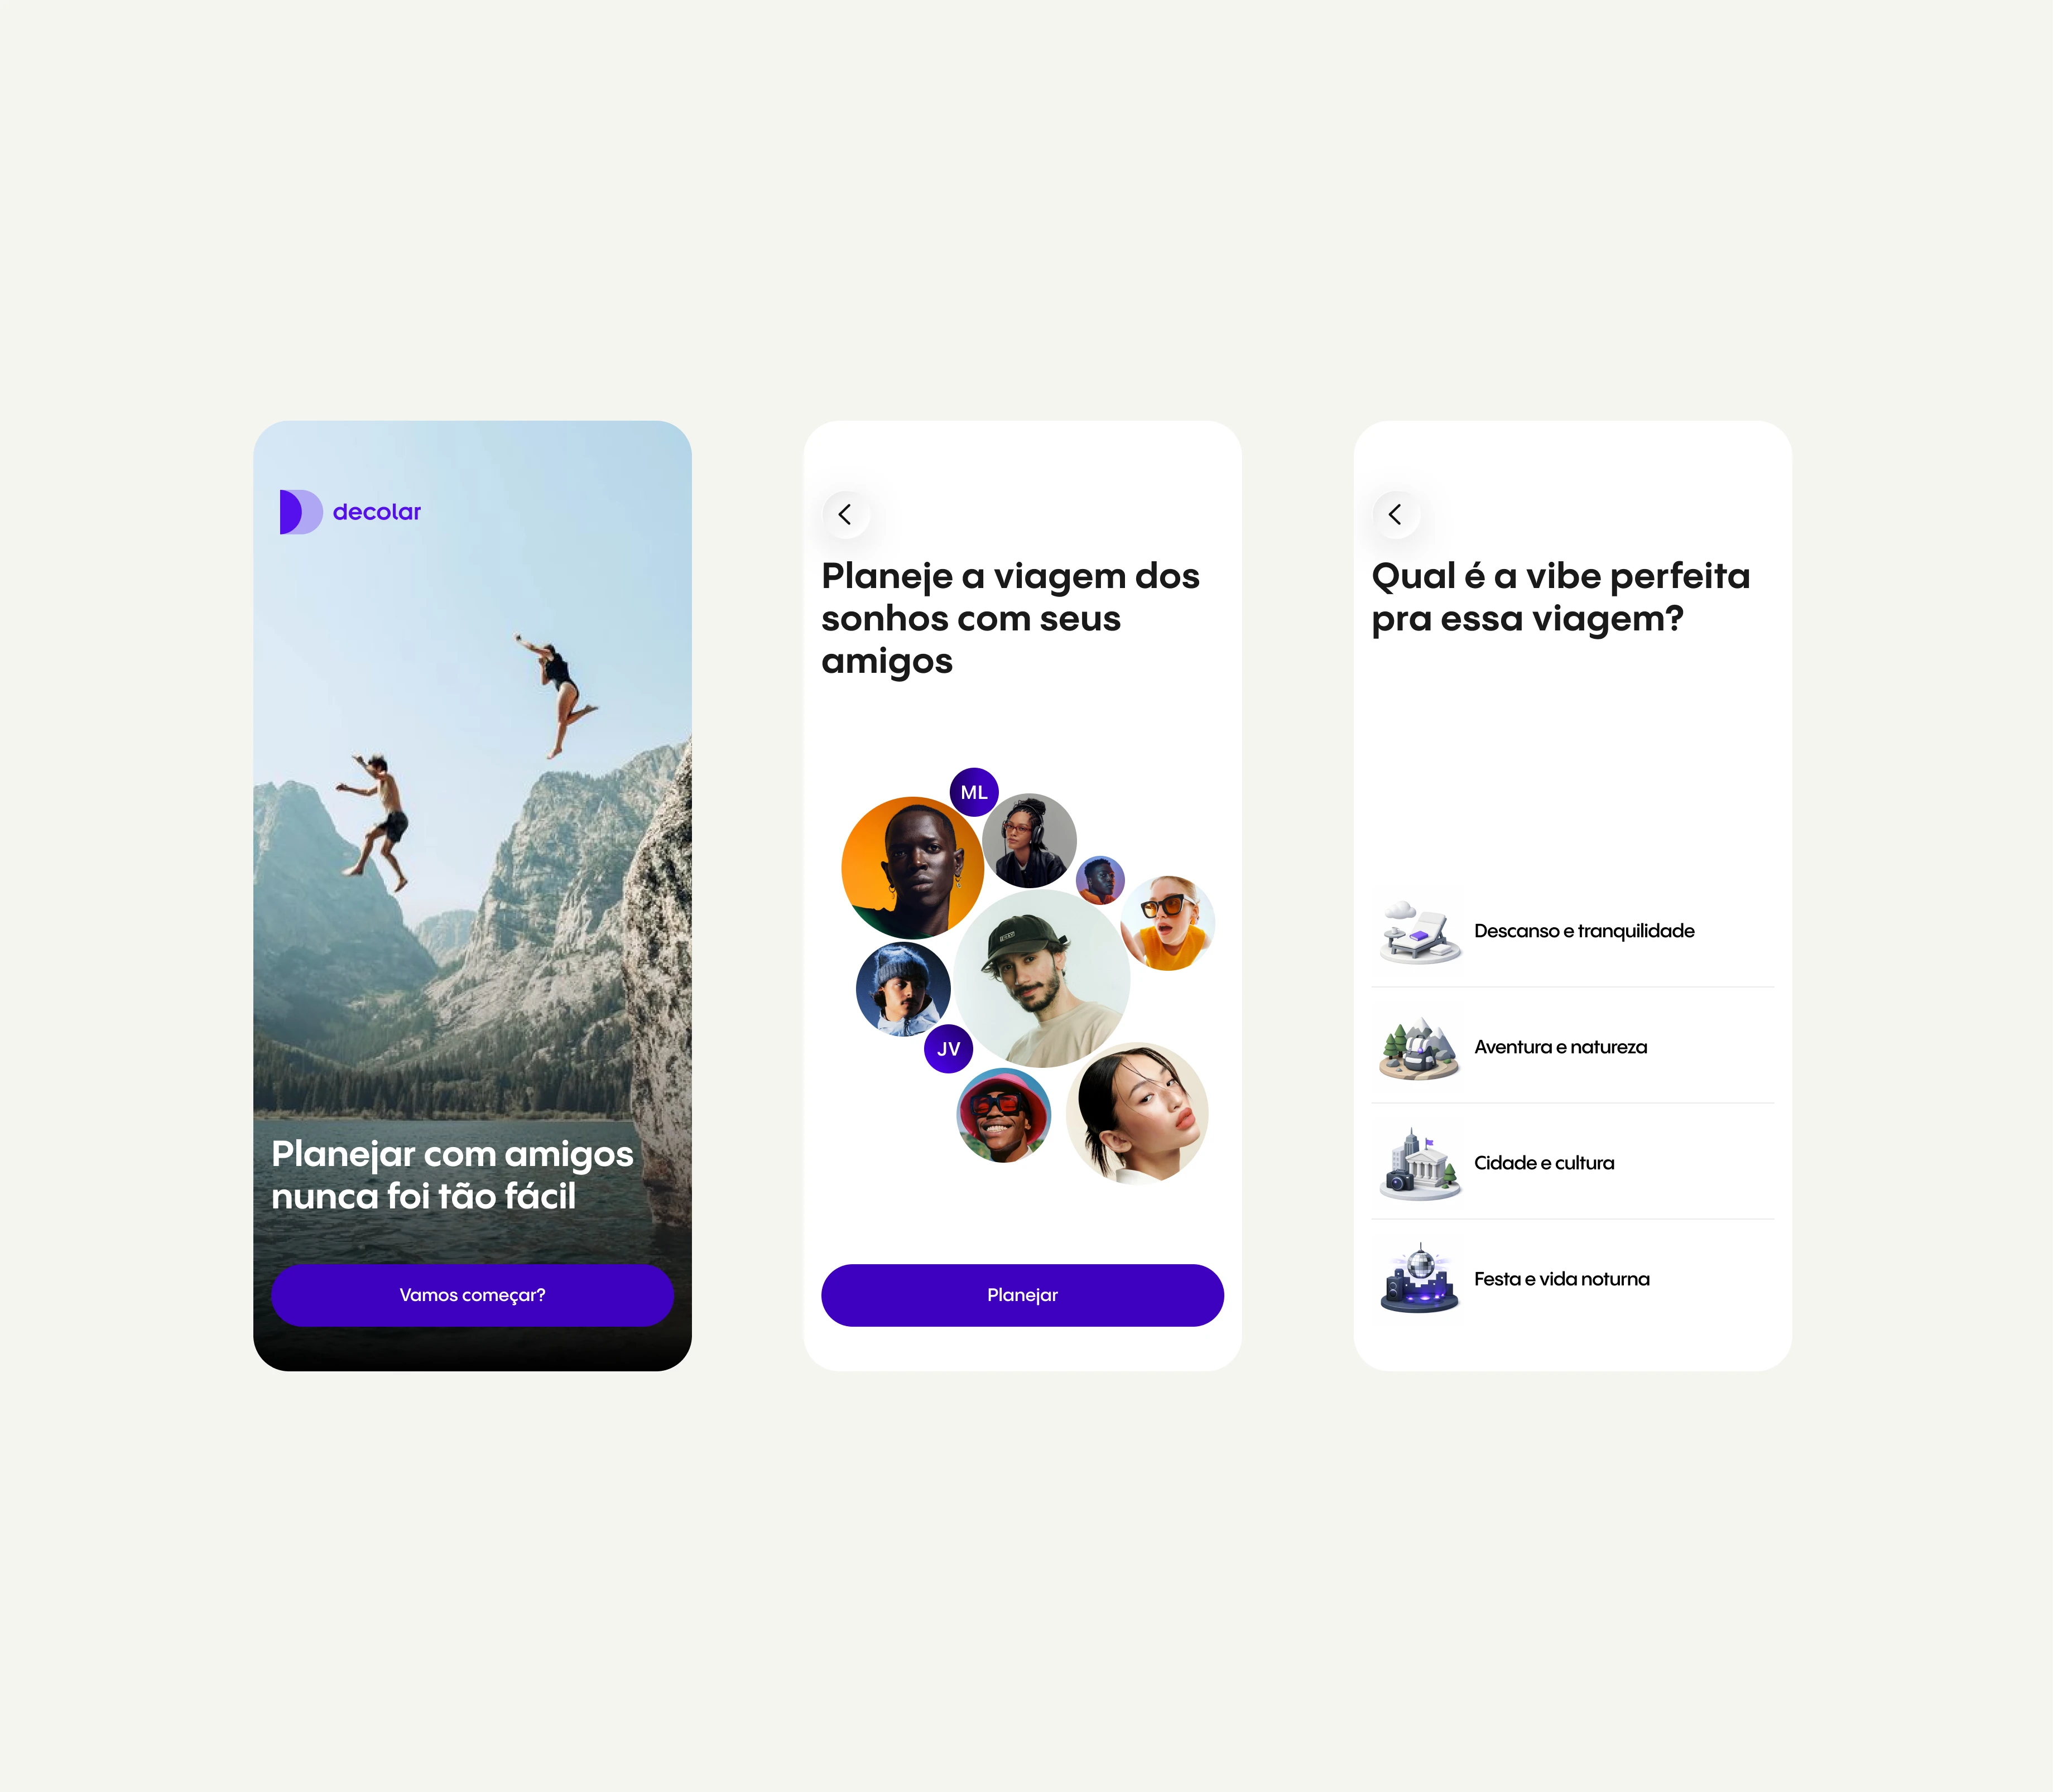 decolar
Planejar com amigos
nunca foi tão fácil
Vamos começar?
Planeje a viagem dos
sonhos com seus
amigos
ML
JV
Planejar
Qual é a vibe perfeita
pra essa viagem?
Descanso e tranquilidade
Aventura e natureza
Cidade e cultura
Festa e vida noturna